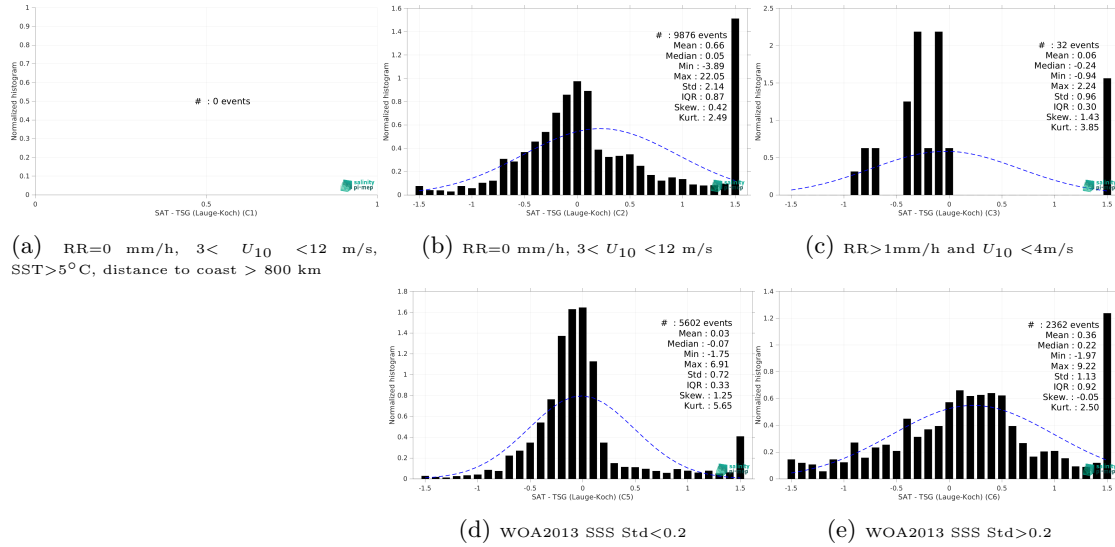 1
0.9
0.8
0.7
0.6
0.5
0.4
0.3
0.2
0.1
0
Normalized histogram
# : 0 events
0 0.5 1
SAT - TSG (Lauge-Koch) (C1)
salinity
pi-mep
(a) RR=0 mm/h, 3< U10 <12 m/s,
SST>5°C, distance to coast > 800 km
1.6
1.4
1.2
1
0.8
0.6
0.4
0.2
0
Normalized histogram
# : 9876 events
Mean : 0.66
Median : 0.05
Min : -3.89
Max : 22.05
Std : 2.14
IQR : 0.87
Skew. : 0.42
Kurt. : 2.49
-1.5 -1 -0.5 0 0.5 1 1.5
SAT - TSG (Lauge-Koch) (C2)
salinity
pi-mep
(b) RR=0 mm/h, 3< U10 <12 m/s
2.5
2
1.5
1
0.5
0
Normalized histogram
# : 32 events
Mean : 0.06
Median : -0.24
Min : -0.94
Max : 2.24
Std : 0.96
IQR : 0.30
Skew. : 1.43
Kurt. : 3.85
-1.5 -1 -0.5 0 0.5 1 1.5
SAT - TSG (Lauge-Koch) (C3)
salinity
pi-mep
(c) RR>1mm/h and U10 <4m/s
1.8
1.6
1.4
1.2
1
0.8
0.6
0.4
0.2
0
Normalized histogram
# : 5602 events
Mean : 0.03
Median : -0.07
Min : -1.75
Max : 6.91
Std : 0.72
IQR : 0.33
Skew. : 1.25
Kurt. : 5.65
-1.5 -1 -0.5 0 0.5 1 1.5
SAT - TSG (Lauge-Koch) (C5)
salinity
pi-mep
(d) WOA2013 SSS Std<0.2
1.4
1.2
1
0.8
0.6
0.4
0.2
0
Normalized histogram
# : 2362 events
Mean : 0.36
Median : 0.22
Min : -1.97
Max : 9.22
Std : 1.13
IQR : 0.92
Skew. : -0.05
Kurt. : 2.50
-1.5 -1 -0.5 0 0.5 1 1.5
SAT - TSG (Lauge-Koch) (C6)
salinity
pi-mep
(e) WOA2013 SSS Std>0.2